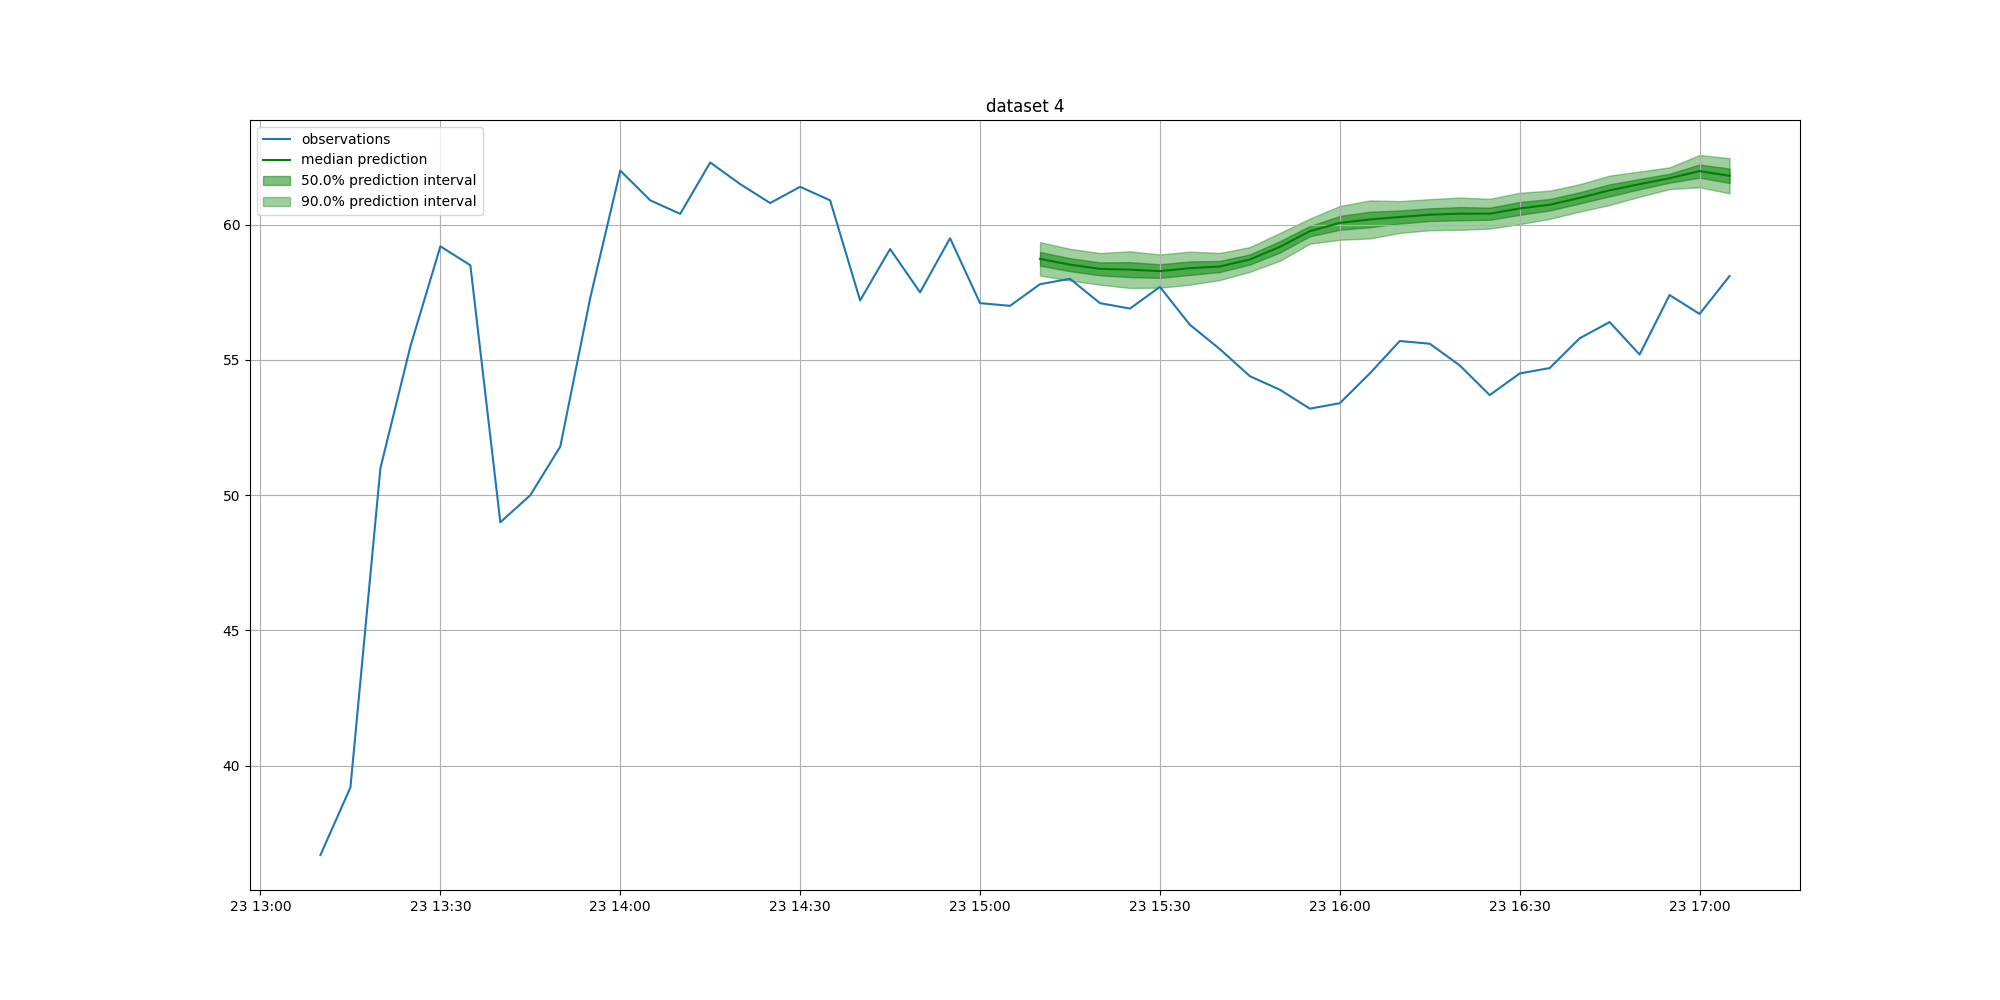 dataset 4
observations
median prediction
50.0% prediction interval
90.0% prediction interval
60
55
50
45
40
23 13:00 23 13:30 23 14:00 23 14:30 23 15:00 23 15:30 23 16:00 23 16:30 23 17:00